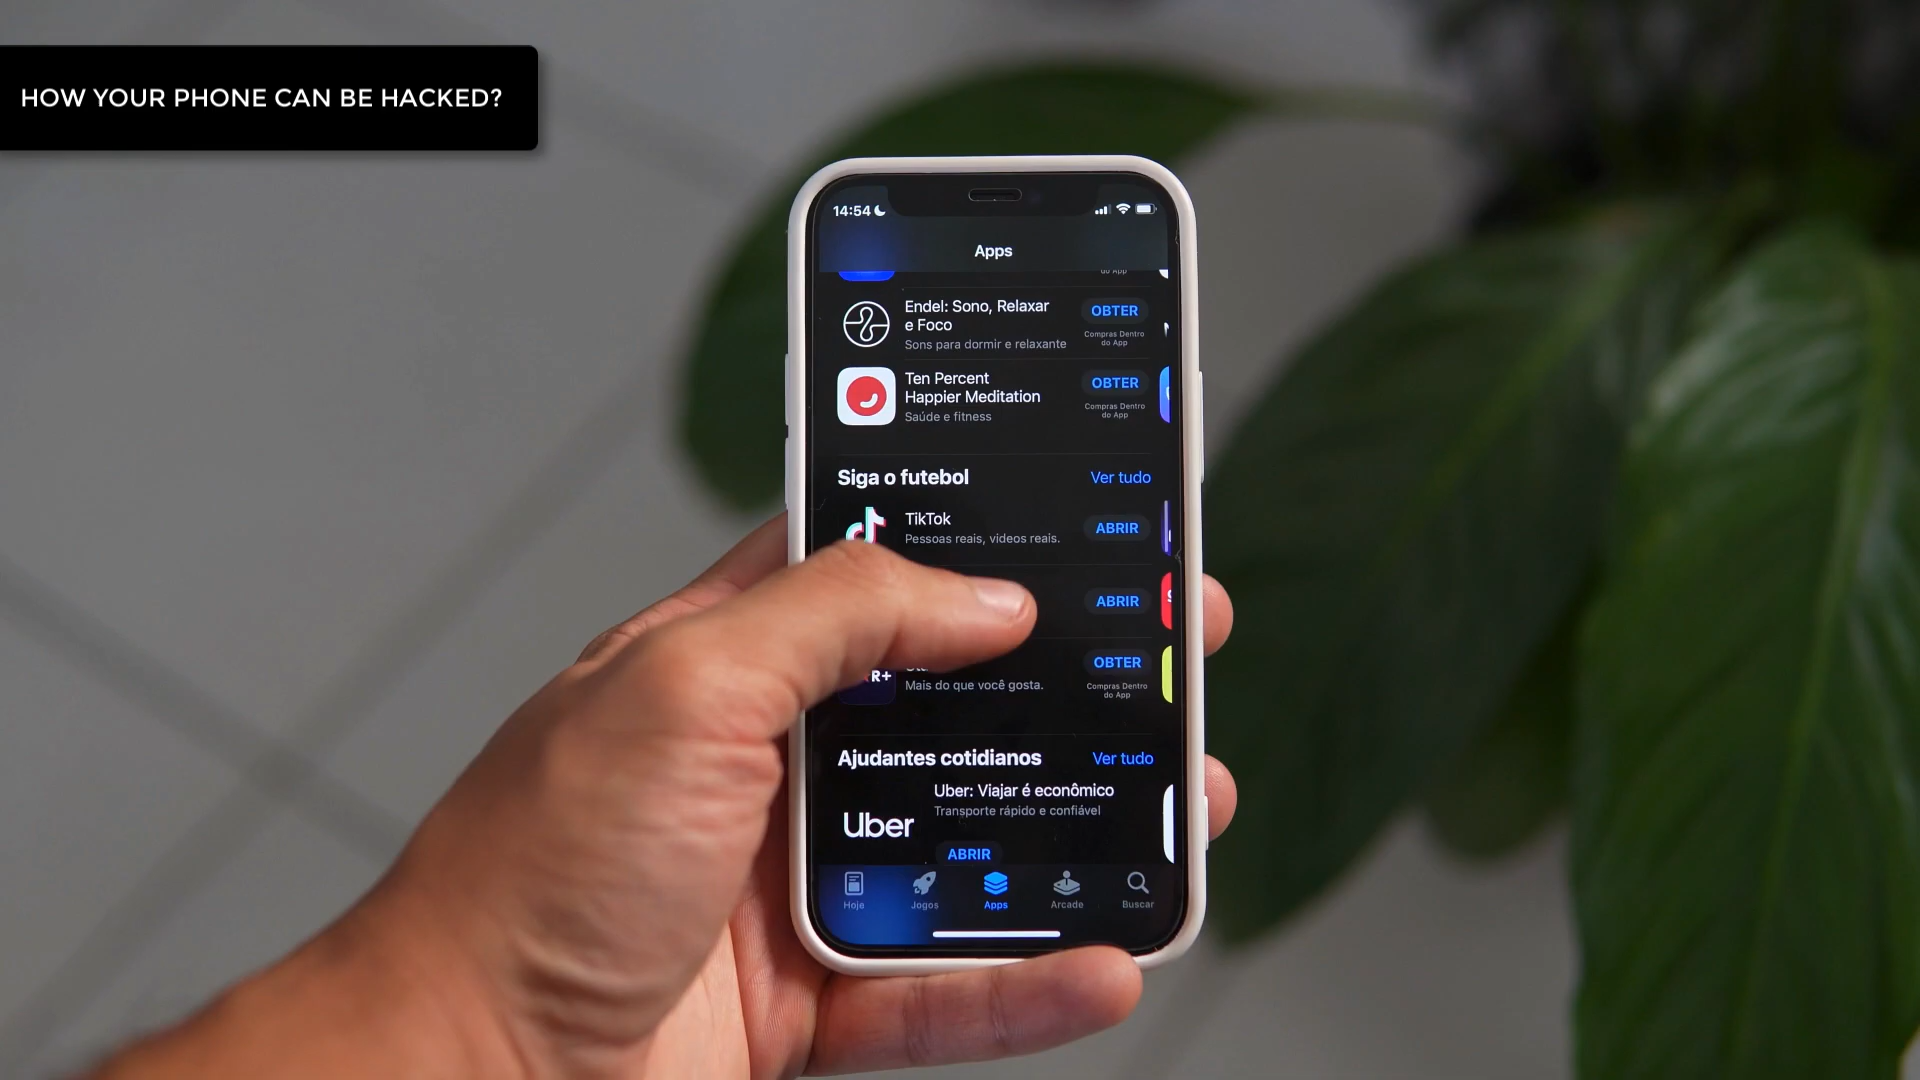 HOW YOUR PHONE CAN BE HACKED?
14:54
Apps
do App
Endel: Sono, Relaxar
e Foco
Sons para dormir e relaxante
OBTER
Compras Dentro
do App
Ten Percent
Happier Meditation
Saúde e fitness
OBTER
Compras Dentro
do App
Siga o futebol
Ver tudo
TikTok
Pessoas reais, videos reais.
ABRIR
ABRIR
R+
Mais do que você gosta.
OBTER
Compras Dentro
do App
Ajudantes cotidianos
Ver tudo
Uber
Uber: Viajar é econômico
Transporte rápido e confiável
ABRIR
Hoje
Jogos
Apps
Arcade
Buscar